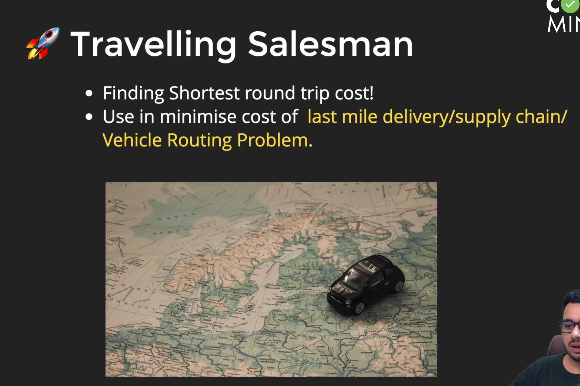 🚀 Travelling Salesman
• Finding Shortest round trip cost!
• Use in minimise cost of last mile delivery/supply chain/
Vehicle Routing Problem.